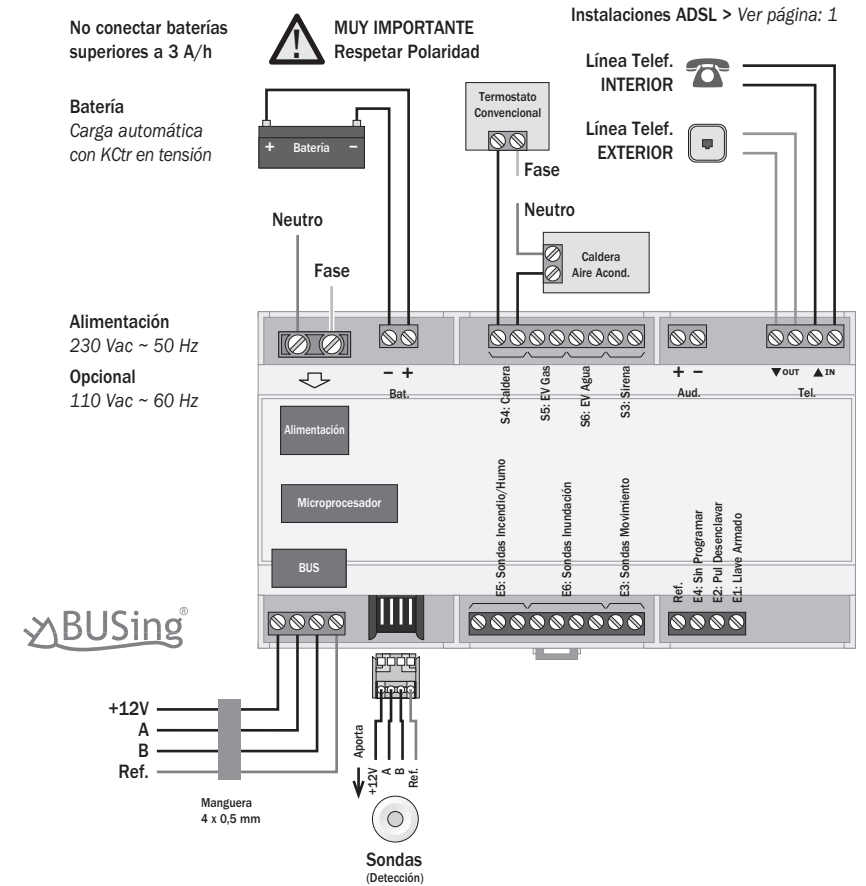 No conectar baterías
superiores a 3 A/h
MUY IMPORTANTE
Respetar Polaridad
Instalaciones ADSL > Ver página: 1
Línea Telef.
INTERIOR
Línea Telef.
EXTERIOR
Batería
Carga automática
con KCtr en tensión
+ Batería −
Termostato
Convencional
Fase
Neutro
Caldera
Aire Acond.
Neutro
Fase
Alimentación
230 Vac ~ 50 Hz
Opcional
110 Vac ~ 60 Hz
− +
Bat.
S4: Caldera
S5: EV Gas
S6: EV Agua
S3: Sirena
+ −
Aud.
▼OUT ▲IN
Tel.
Alimentación
Microprocesador
BUS
E5: Sondas Incendio/Humo
E6: Sondas Inundación
E3: Sondas Movimiento
Ref.
E4: Sin Programar
E2: Pul Desenclavar
E1: Llave Armado
BUSing®
+12V
A
B
Ref.
Manguera
4 x 0,5 mm
Aporta
+12V
A
B
Ref.
Sondas
(Detección)